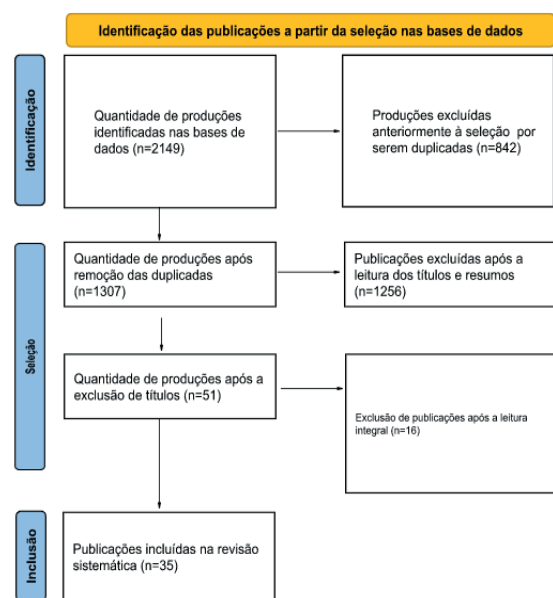 Identificação das publicações a partir da seleção nas bases de dados
Identificação
Quantidade de produções
identificadas nas bases de
dados (n=2149)
Produções excluídas
anteriormente à seleção por
serem duplicadas (n=842)
Seleção
Quantidade de produções após
remoção das duplicadas
(n=1307)
Publicações excluídas após a
leitura dos títulos e resumos
(n=1256)
Quantidade de produções após a
exclusão de títulos (n=51)
Exclusão de publicações após a leitura
integral (n=16)
Inclusão
Publicações incluídas na revisão
sistemática (n=35)